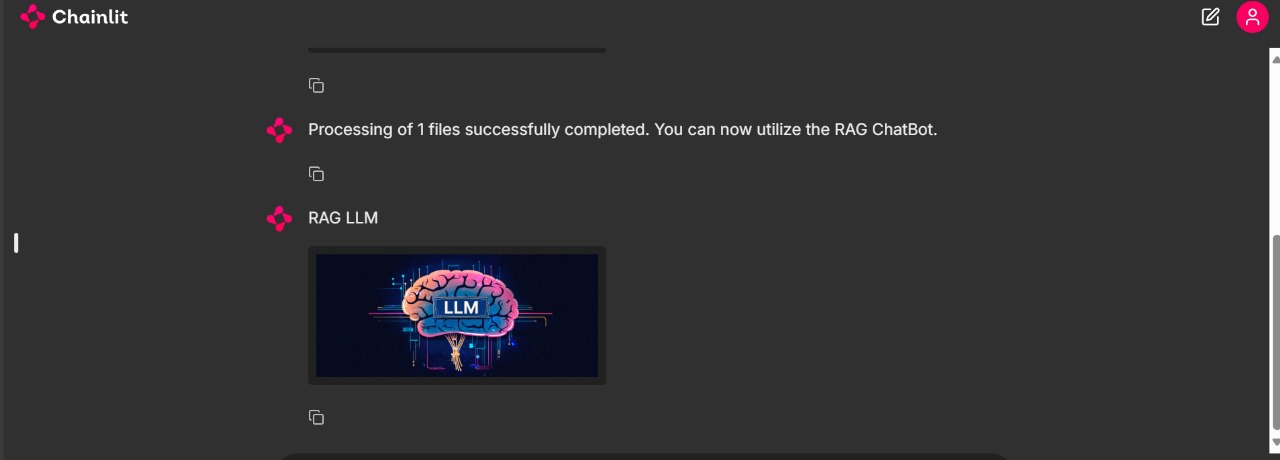 Chainlit
Processing of 1 files successfully completed. You can now utilize the RAG ChatBot.
RAG LLM
LLM